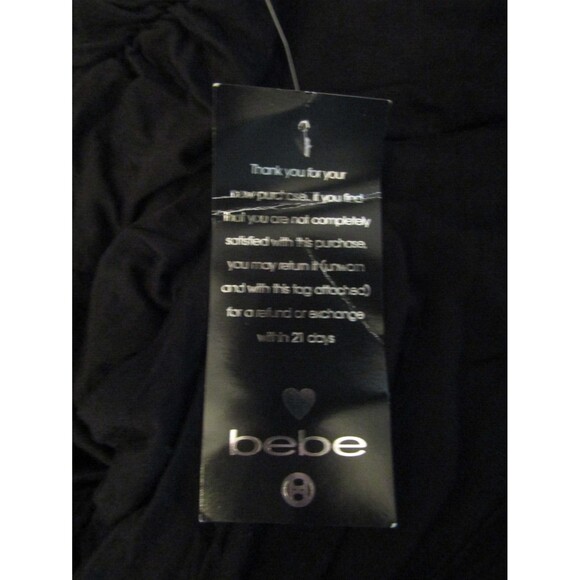 Thank you for your
new purchase. if you find
that you are not completely
satisfied with this purchase,
you may return it (unworn
and with this tag attached)
for a refund or exchange
within 21 days
bebe